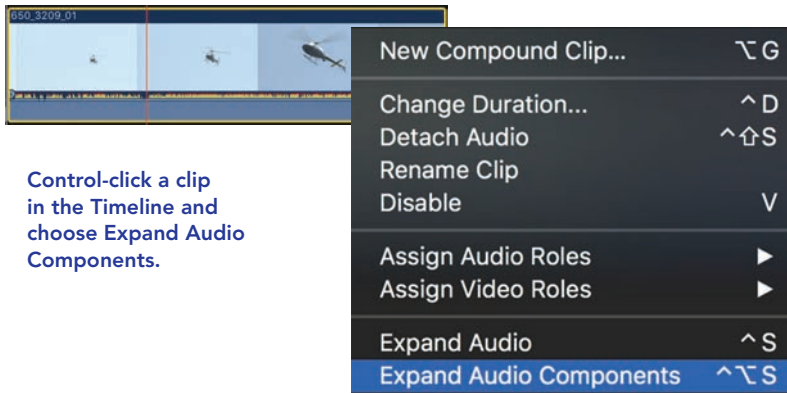 650_3209_01
New Compound Clip... ⌥G
Change Duration... ^D
Detach Audio ^⇧S
Rename Clip
Disable V
Assign Audio Roles ▶
Assign Video Roles ▶
Expand Audio ^S
Expand Audio Components ^⌥S
Control-click a clip
in the Timeline and
choose Expand Audio
Components.